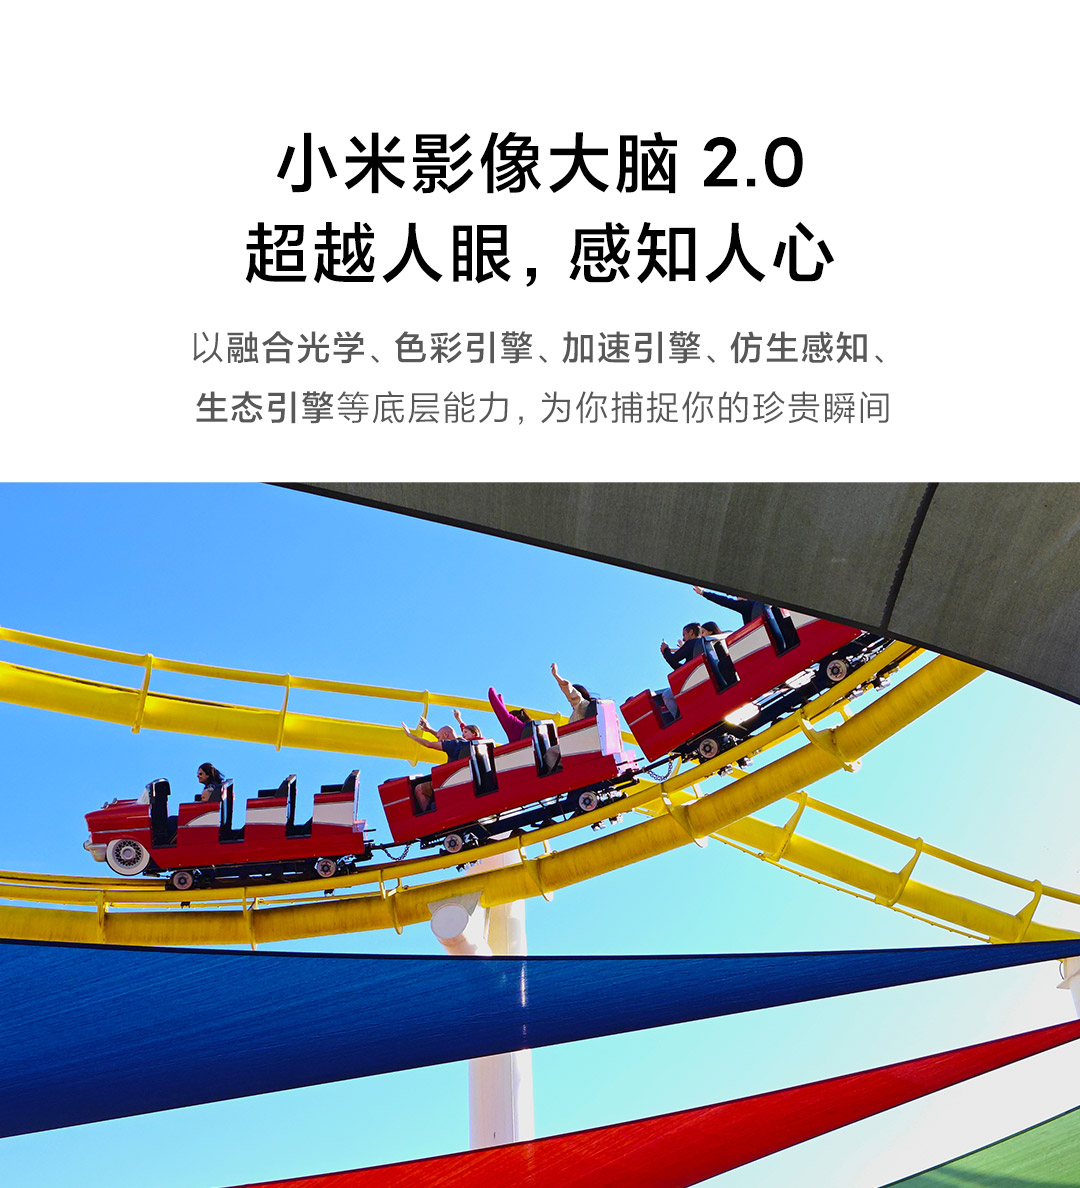 小米影像大脑 2.0
超越人眼，感知人心
以融合光学、色彩引擎、加速引擎、仿生感知、
生态引擎等底层能力，为你捕捉你的珍贵瞬间